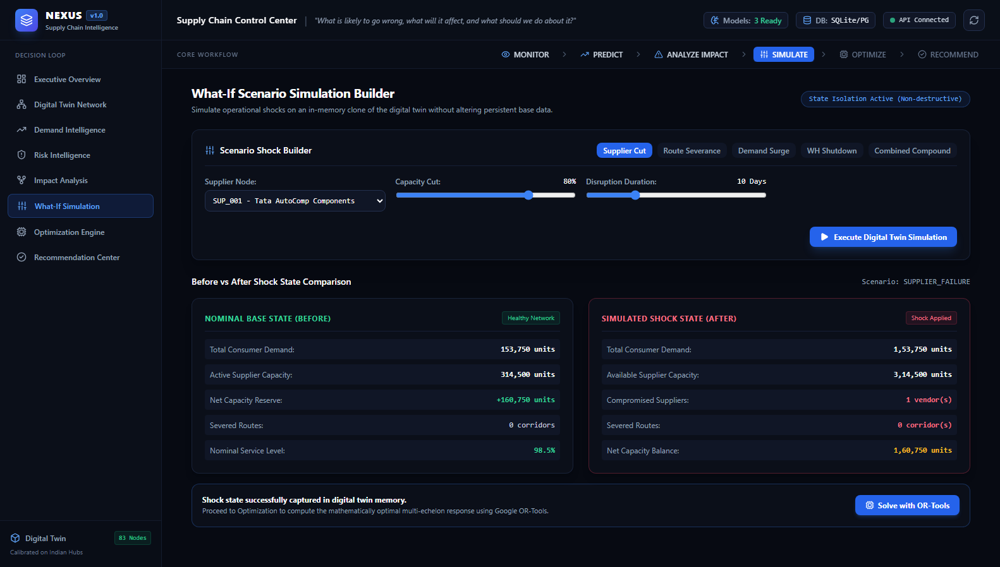 NEXUS v1.0
Supply Chain Intelligence
Supply Chain Control Center | "What is likely to go wrong, what will it affect, and what should we do about it?"
Models: 3 Ready
DB: SQLite/PG
API Connected
DECISION LOOP
Executive Overview
Digital Twin Network
Demand Intelligence
Risk Intelligence
Impact Analysis
What-If Simulation
Optimization Engine
Recommendation Center
Digital Twin 83 Nodes
Calibrated on Indian Hubs
CORE WORKFLOW
MONITOR > PREDICT > ANALYZE IMPACT > SIMULATE > OPTIMIZE > RECOMMEND
What-If Scenario Simulation Builder
Simulate operational shocks on an in-memory clone of the digital twin without altering persistent base data.
State Isolation Active (Non-destructive)
Scenario Shock Builder
Supplier Cut Route Severance Demand Surge WH Shutdown Combined Compound
Supplier Node:
SUP_001 - Tata AutoComp Components
Capacity Cut: 80%
Disruption Duration: 10 Days
Execute Digital Twin Simulation
Before vs After Shock State Comparison
Scenario: SUPPLIER_FAILURE
NOMINAL BASE STATE (BEFORE) Healthy Network
Total Consumer Demand: 153,750 units
Active Supplier Capacity: 314,500 units
Net Capacity Reserve: +160,750 units
Severed Routes: 0 corridors
Nominal Service Level: 98.5%
SIMULATED SHOCK STATE (AFTER) Shock Applied
Total Consumer Demand: 1,53,750 units
Available Supplier Capacity: 3,14,500 units
Compromised Suppliers: 1 vendor(s)
Severed Routes: 0 corridor(s)
Net Capacity Balance: 1,60,750 units
Shock state successfully captured in digital twin memory.
Proceed to Optimization to compute the mathematically optimal multi-echelon response using Google OR-Tools.
Solve with OR-Tools